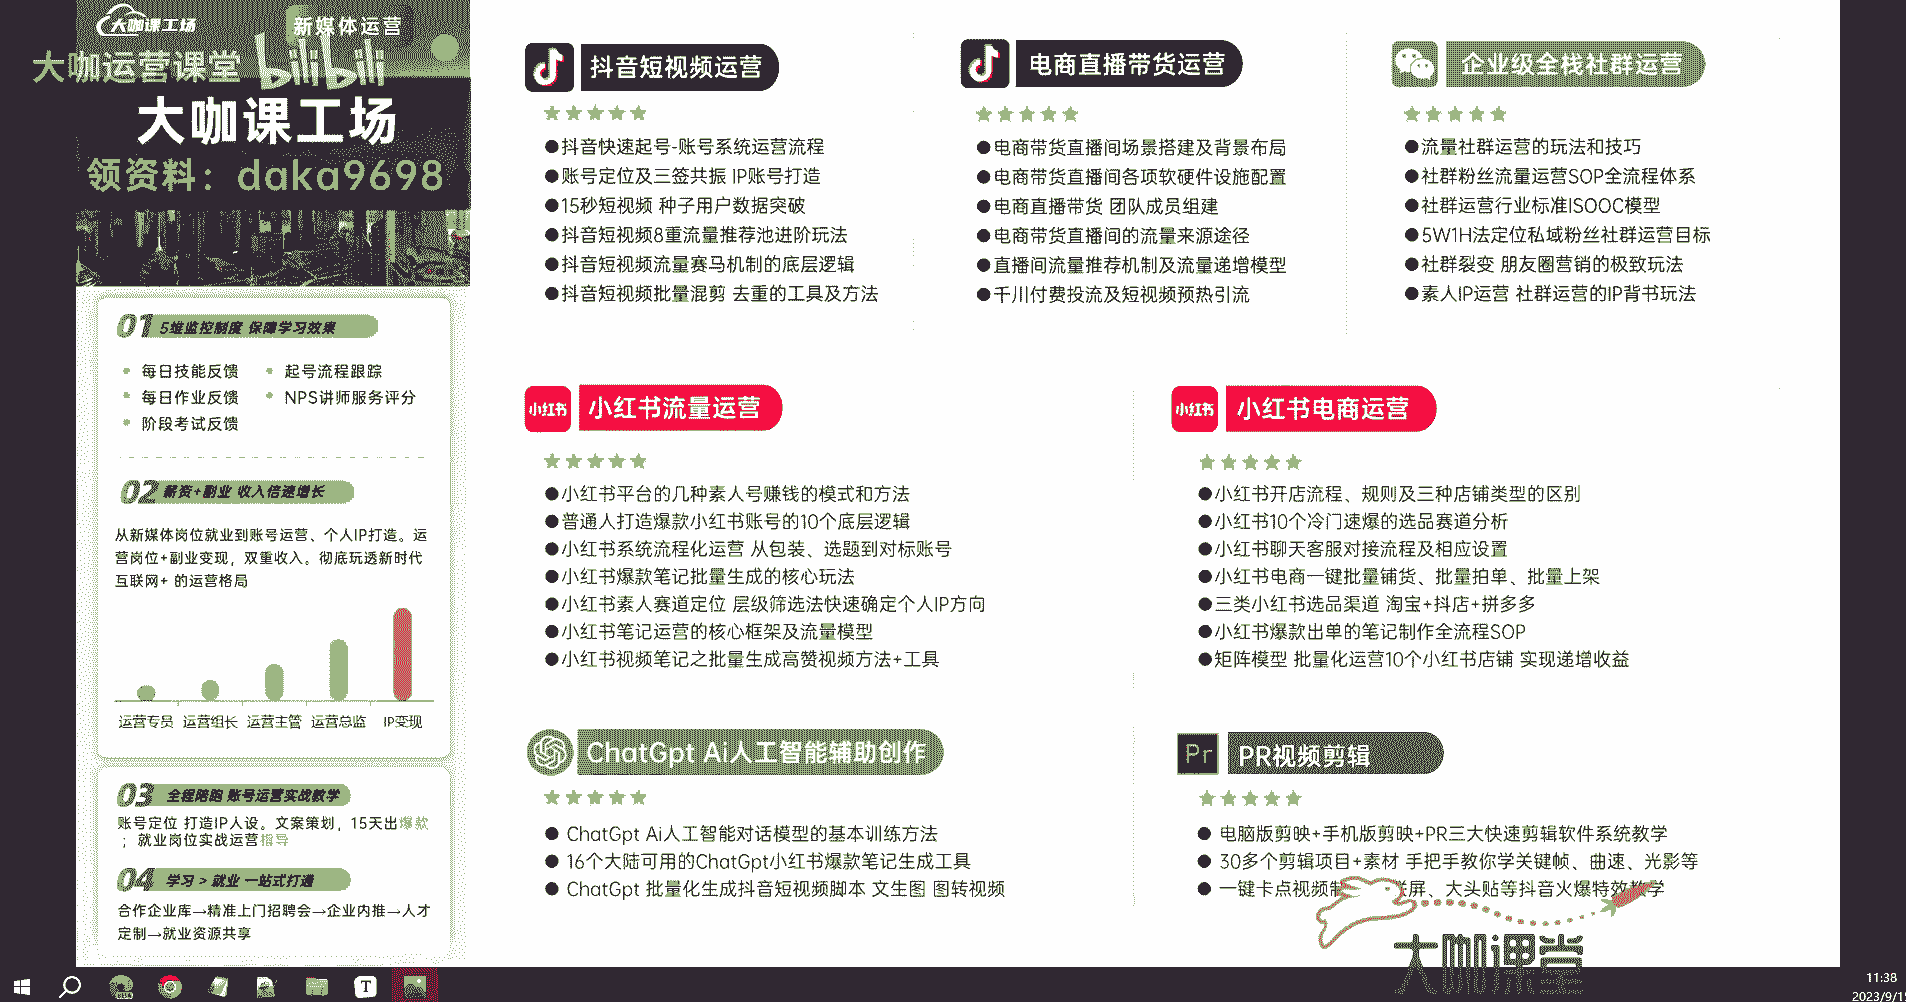 大咖课工场
新媒体运营
大咖运营课堂 bilibili
大咖课工场
领资料：daka9698
01 5维监控制度 保障学习效果
每日技能反馈
起号流程跟踪
每日作业反馈
NPS讲师服务评分
阶段考试反馈
02 薪资+副业 收入倍速增长
从新媒体岗位就业到账号运营、个人IP打造。运
营岗位+副业变现，双重收入。彻底玩透新时代
互联网+ 的运营格局
运营专员 运营组长 运营主管 运营总监 IP变现
03 全程陪跑 账号运营实战教学
账号定位 打造IP人设。文案策划，15天出爆款
；就业岗位实战运营指导
04 学习 > 就业 一站式打通
合作企业库→精准上门招聘会→企业内推→人才
定制→就业资源共享
抖音短视频运营
●抖音快速起号-账号系统运营流程
●账号定位及三签共振 IP账号打造
●15秒短视频 种子用户数据突破
●抖音短视频8重流量推荐池进阶玩法
●抖音短视频流量赛马机制的底层逻辑
●抖音短视频批量混剪 去重的工具及方法
电商直播带货运营
●电商带货直播间场景搭建及背景布局
●电商带货直播间各项软硬件设施配置
●电商直播带货 团队成员组建
●电商带货直播间的流量来源途径
●直播间流量推荐机制及流量递增模型
●千川付费投流及短视频预热引流
企业级全栈社群运营
●流量社群运营的玩法和技巧
●社群粉丝流量运营SOP全流程体系
●社群运营行业标准ISOOC模型
●5W1H法定位私域粉丝社群运营目标
●社群裂变 朋友圈营销的极致玩法
●素人IP运营 社群运营的IP背书玩法
小红书 小红书流量运营
●小红书平台的几种素人号赚钱的模式和方法
●普通人打造爆款小红书账号的10个底层逻辑
●小红书系统流程化运营 从包装、选题到对标账号
●小红书爆款笔记批量生成的核心玩法
●小红书素人赛道定位 层级筛选法快速确定个人IP方向
●小红书笔记运营的核心框架及流量模型
●小红书视频笔记之批量生成高赞视频方法+工具
小红书 小红书电商运营
●小红书开店流程、规则及三种店铺类型的区别
●小红书10个冷门速爆的选品赛道分析
●小红书聊天客服对接流程及相应设置
●小红书电商一键批量铺货、批量拍单、批量上架
●三类小红书选品渠道 淘宝+抖店+拼多多
●小红书爆款出单的笔记制作全流程SOP
●矩阵模型 批量化运营10个小红书店铺 实现递增收益
ChatGpt Ai人工智能辅助创作
● ChatGpt Ai人工智能对话模型的基本训练方法
● 16个大陆可用的ChatGpt小红书爆款笔记生成工具
● ChatGpt 批量化生成抖音短视频脚本 文生图 图转视频
Pr PR视频剪辑
● 电脑版剪映+手机版剪映+PR三大快速剪辑软件系统教学
● 30多个剪辑项目+素材 手把手教你学关键帧、曲速、光影等
● 一键卡点视频制 屏、大头贴等抖音火爆特效教学
大咖课堂
T
11:38